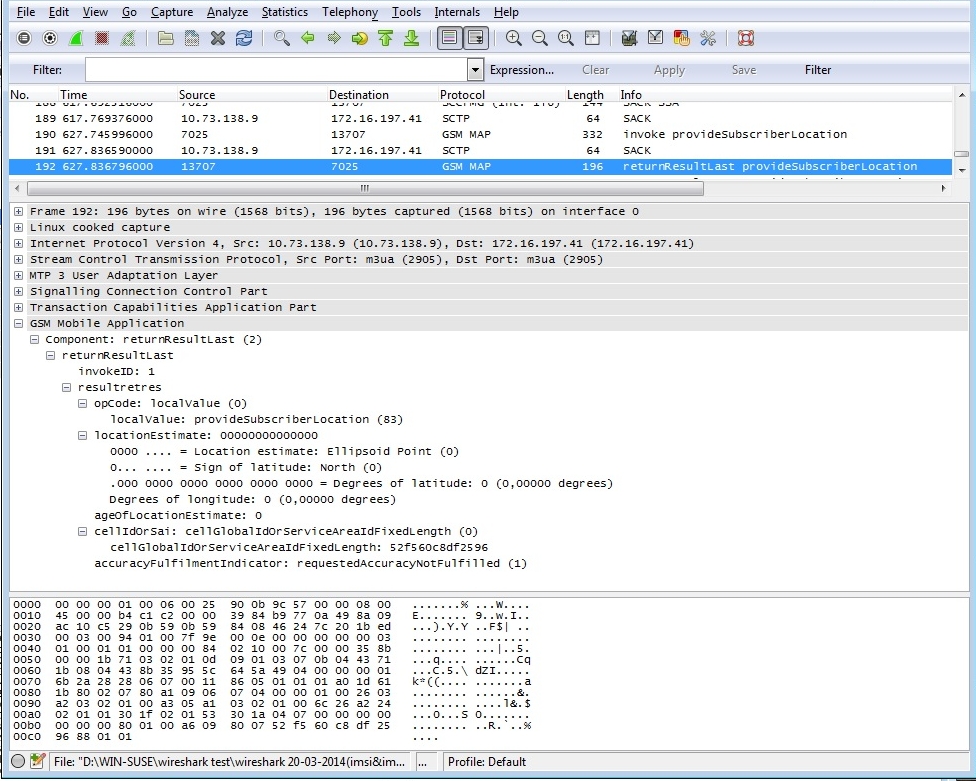 File Edit View Go Capture Analyze Statistics Telephony Tools Internals Help
Filter: Expression... Clear Apply Save Filter
No. Time Source Destination Protocol Length Info
188 617.692516000 7025 13707 SCCPMG (Int. ITU) 144 SACK SSA
189 617.769376000 10.73.138.9 172.16.197.41 SCTP 64 SACK
190 627.745996000 7025 13707 GSM MAP 332 invoke provideSubscriberLocation
191 627.836590000 10.73.138.9 172.16.197.41 SCTP 64 SACK
192 627.836796000 13707 7025 GSM MAP 196 returnResultLast provideSubscriberLocation
Frame 192: 196 bytes on wire (1568 bits), 196 bytes captured (1568 bits) on interface 0
Linux cooked capture
Internet Protocol Version 4, Src: 10.73.138.9 (10.73.138.9), Dst: 172.16.197.41 (172.16.197.41)
Stream Control Transmission Protocol, Src Port: m3ua (2905), Dst Port: m3ua (2905)
MTP 3 User Adaptation Layer
Signalling Connection Control Part
Transaction Capabilities Application Part
GSM Mobile Application
Component: returnResultLast (2)
returnResultLast
invokeID: 1
resultretres
opCode: localValue (0)
localValue: provideSubscriberLocation (83)
locationEstimate: 00000000000000
0000 .... = Location estimate: Ellipsoid Point (0)
0... .... = Sign of latitude: North (0)
.000 0000 0000 0000 0000 0000 = Degrees of latitude: 0 (0,00000 degrees)
Degrees of longitude: 0 (0,00000 degrees)
ageOfLocationEstimate: 0
cellIdOrSai: cellGlobalIdOrServiceAreaIdFixedLength (0)
cellGlobalIdOrServiceAreaIdFixedLength: 52f560c8df2596
accuracyFulfilmentIndicator: requestedAccuracyNotFulfilled (1)
0000 00 00 00 01 00 06 00 25 90 0b 9c 57 00 00 08 00 .......% ...W....
0010 45 00 00 b4 c1 c2 00 00 39 84 b9 77 0a 49 8a 09 E....... 9..w.I..
0020 ac 10 c5 29 0b 59 0b 59 84 08 46 24 7c 20 1b ed ...).Y.Y ..F$| ..
0030 00 03 00 94 01 00 7f 9e 00 0e 00 00 00 00 00 03 ........ ........
0040 01 00 01 01 00 00 00 84 02 10 00 7c 00 00 35 8b ........ ...|..5.
0050 00 00 1b 71 03 02 01 0d 09 01 03 07 0b 04 43 71 ...q.... ......Cq
0060 1b 08 04 43 8b 35 95 5c 64 5a 49 04 00 00 00 01 ...C.5.\ dZI.....
0070 6b 2a 28 28 06 07 00 11 86 05 01 01 01 a0 1d 61 k*((.... .......a
0080 1b 80 02 07 80 a1 09 06 07 04 00 00 01 00 26 03 ........ ......&.
0090 a2 03 02 01 00 a3 05 a1 03 02 01 00 6c 26 a2 24 ........ ....l&.$
00a0 02 01 01 30 1f 02 01 53 30 1a 04 07 00 00 00 00 ...0...S 0.......
00b0 00 00 00 80 01 00 a6 09 80 07 52 f5 60 c8 df 25 ........ ..R.`..%
00c0 96 88 01 01 ....
File: "D:\WIN-SUSE\wireshark test\wireshark 20-03-2014(imsi&im... ... Profile: Default